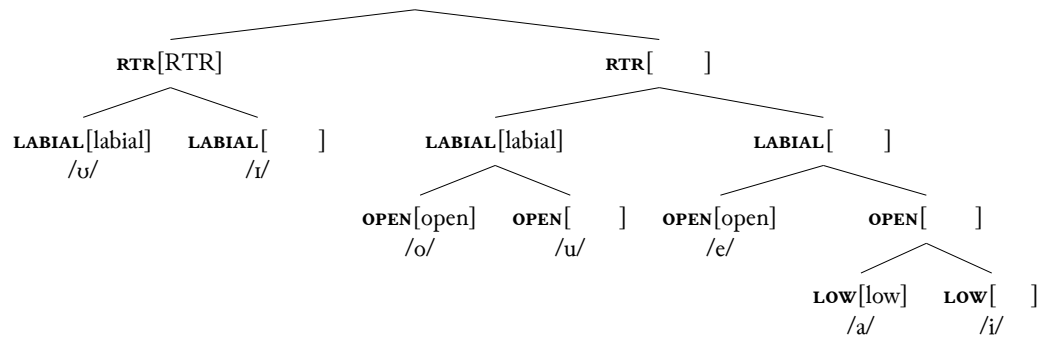 RTR[RTR] RTR[ ]
LABIAL[labial] LABIAL[ ] LABIAL[labial] LABIAL[ ]
/ʊ/ /ɪ/
OPEN[open] OPEN[ ] OPEN[open] OPEN[ ]
/o/ /u/ /e/
LOW[low] LOW[ ]
/a/ /i/